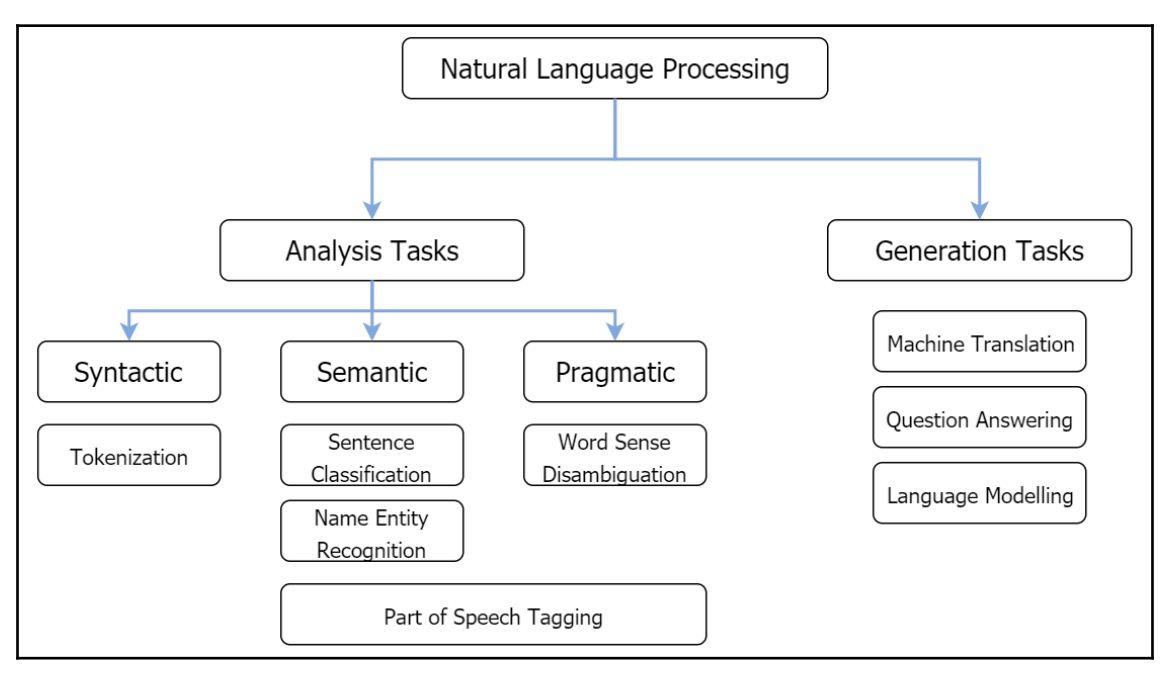 Natural Language Processing
Analysis Tasks
Generation Tasks
Syntactic
Semantic
Pragmatic
Machine Translation
Tokenization
Sentence
Classification
Word Sense
Disambiguation
Question Answering
Name Entity
Recognition
Language Modelling
Part of Speech Tagging